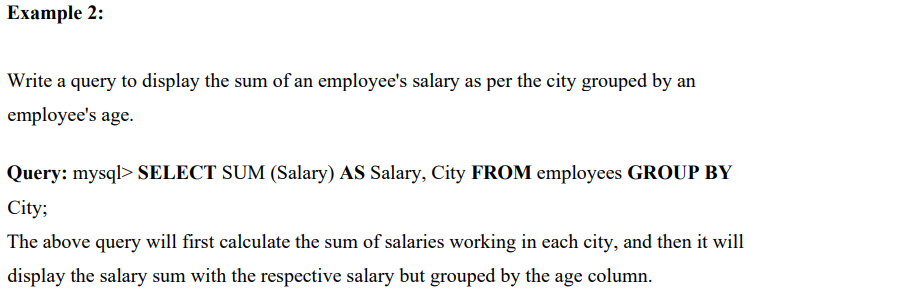 Example 2:
Write a query to display the sum of an employee's salary as per the city grouped by an
employee's age.
Query: mysql> SELECT SUM (Salary) AS Salary, City FROM employees GROUP BY
City;
The above query will first calculate the sum of salaries working in each city, and then it will
display the salary sum with the respective salary but grouped by the age column.